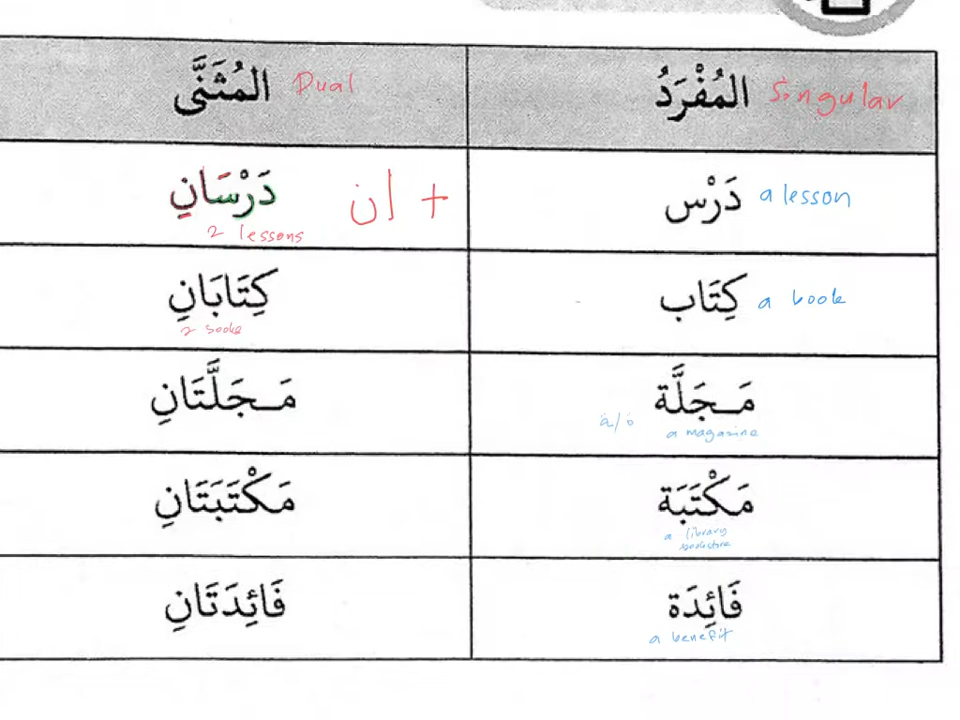 المُفْرَدُ Singular
المُثَنَّى Dual
دَرْس a lesson
دَرْسَانِ + ان
2 lessons
كِتَاب a book
كِتَابَانِ
2 books
مَـجَلَّة
ـة / ة
a magazine
مَـجَلَّتَانِ
مَكْتَبَة
a library
bookstore
مَكْتَبَتَانِ
فَائِدَة
a benefit
فَائِدَتَانِ